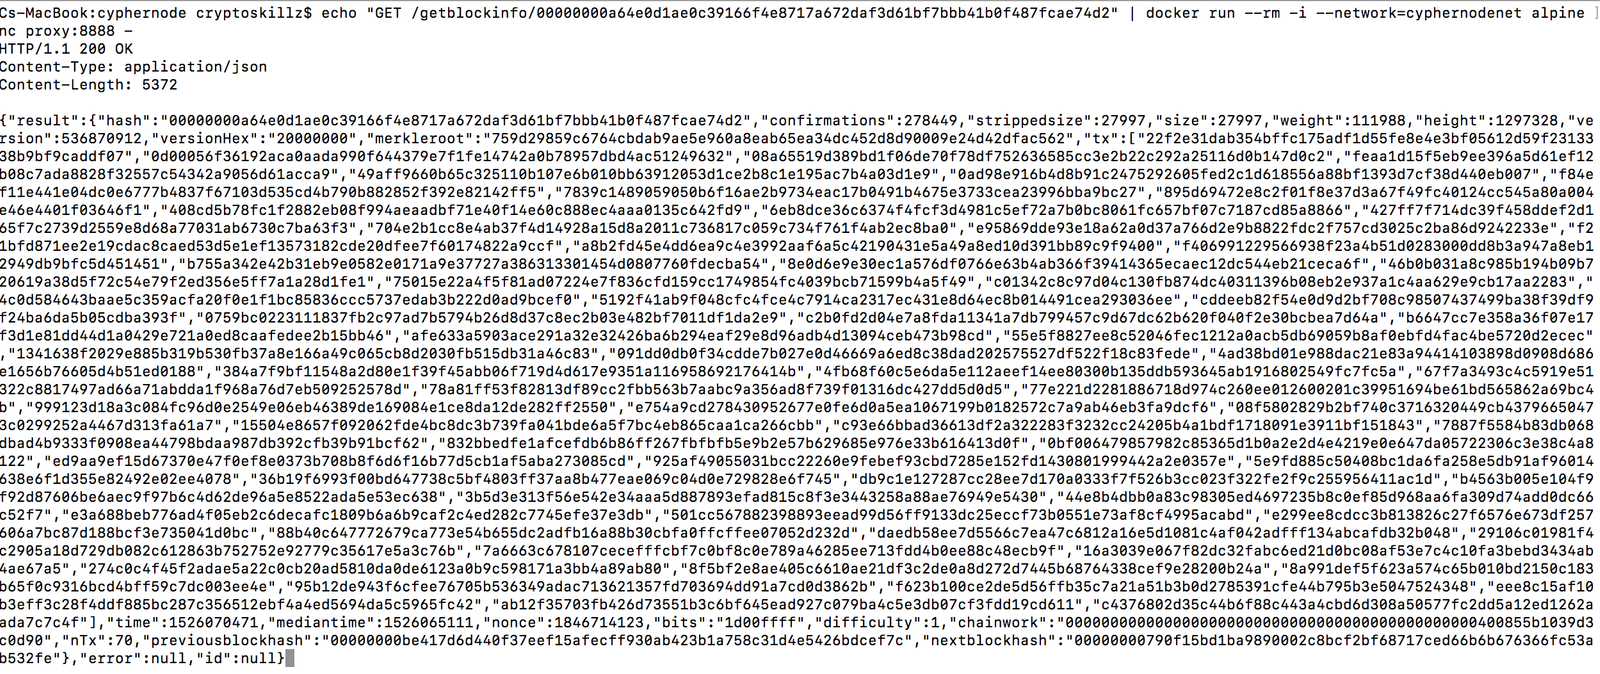 Cs-MacBook:cyphernode cryptoskillz$ echo "GET /getblockinfo/00000000a64e0d1ae0c39166f4e8717a672daf3d61bf7bbb41b0f487fcae74d2" | docker run --rm -i --network=cyphernodenet alpine ]
nc proxy:8888 -
HTTP/1.1 200 OK
Content-Type: application/json
Content-Length: 5372
{"result":{"hash":"00000000a64e0d1ae0c39166f4e8717a672daf3d61bf7bbb41b0f487fcae74d2","confirmations":278449,"strippedsize":27997,"size":27997,"weight":111988,"height":1297328,"ve
rsion":536870912,"versionHex":"20000000","merkleroot":"759d29859c6764cbdab9ae5e960a8eab65ea34dc452d8d90009e24d42dfac562","tx":["22f2e31dab354bffc175adf1d55fe8e4e3bf05612d59f23133
38b9bf9caddf07","0d00056f36192aca0aada990f644379e7f1fe14742a0b78957dbd4ac51249632","08a65519d389bd1f06de70f78df752636585cc3e2b22c292a25116d0b147d0c2","feaa1d15f5eb9ee396a5d61ef12
b08c7ada8828f32557c54342a9056d61acca9","49aff9660b65c325110b107e6b010bb63912053d1ce2b8c1e195ac7b4a03d1e9","0ad98e916b4d8b91c2475292605fed2c1d618556a88bf1393d7cf38d440eb007","f84e
f11e441e04dc0e6777b4837f67103d535cd4b790b882852f392e82142ff5","7839c1489059050b6f16ae2b9734eac17b0491b4675e3733cea23996bba9bc27","895d69472e8c2f01f8e37d3a67f49fc40124cc545a80a004
e46e4401f03646f1","408cd5b78fc1f2882eb08f994aeaadbf71e40f14e60c888ec4aaa0135c642fd9","6eb8dce36c6374f4fcf3d4981c5ef72a7b0bc8061fc657bf07c7187cd85a8866","427ff7f714dc39f458ddef2d1
65f7c2739d2559e8d68a77031ab6730c7ba63f3","704e2b1cc8e4ab37f4d14928a15d8a2011c736817c059c734f761f4ab2ec8ba0","e95869dde93e18a62a0d37a766d2e9b8822fdc2f757cd3025c2ba86d9242233e","f2
1bfd871ee2e19cdac8caed53d5e1ef13573182cde20dfee7f60174822a9ccf","a8b2fd45e4dd6ea9c4e3992aaf6a5c42190431e5a49a8ed10d391bb89c9f9400","f406991229566938f23a4b51d0283000dd8b3a947a8eb1
2949db9bfc5d451451","b755a342e42b31eb9e0582e0171a9e37727a386313301454d0807760fdecba54","8e0d6e9e30ec1a576df0766e63b4ab366f39414365ecaec12dc544eb21ceca6f","46b0b031a8c985b194b09b7
20619a38d5f72c54e79f2ed356e5ff7a1a28d1fe1","75015e22a4f5f81ad07224e7f836cfd159cc1749854fc4039bcb71599b4a5f49","c01342c8c97d04c130fb874dc40311396b08eb2e937a1c4aa629e9cb17aa2283","
4c0d584643baae5c359acfa20f0e1f1bc85836ccc5737edab3b222d0ad9bcef0","5192f41ab9f048cfc4fce4c7914ca2317ec431e8d64ec8b014491cea293036ee","cddeeb82f54e0d9d2bf708c98507437499ba38f39df9
f24ba6da5b05cdba393f","0759bc0223111837fb2c97ad7b5794b26d8d37c8ec2b03e482bf7011df1da2e9","c2b0fd2d04e7a8fda11341a7db799457c9d67dc62b620f040f2e30bcbea7d64a","b6647cc7e358a36f07e17
f3d1e81dd44d1a0429e721a0ed8caafedee2b15bb46","afe633a5903ace291a32e32426ba6b294eaf29e8d96adb4d13094ceb473b98cd","55e5f8827ee8c52046fec1212a0acb5db69059b8af0ebfd4fac4be5720d2ecec"
,"1341638f2029e885b319b530fb37a8e166a49c065cb8d2030fb515db31a46c83","091dd0db0f34cdde7b027e0d46669a6ed8c38dad202575527df522f18c83fede","4ad38bd01e988dac21e83a94414103898d0908d686
e1656b76605d4b51ed0188","384a7f9bf11548a2d80e1f39f45abb06f719d4d617e9351a116958692176414b","4fb68f60c5e6da5e112aeef14ee80300b135ddb593645ab1916802549fc7fc5a","67f7a3493c4c5919e51
322c8817497ad66a71abdda1f968a76d7eb509252578d","78a81ff53f82813df89cc2fbb563b7aabc9a356ad8f739f01316dc427dd5d0d5","77e221d2281886718d974c260ee012600201c39951694be61bd565862a69bc4
b","999123d18a3c084fc96d0e2549e06eb46389de169084e1ce8da12de282ff2550","e754a9cd278430952677e0fe6d0a5ea1067199b0182572c7a9ab46eb3fa9dcf6","08f5802829b2bf740c3716320449cb4379665047
3c0299252a4467d313fa61a7","15504e8657f092062fde4bc8dc3b739fa041bde6a5f7bc4eb865caa1ca266cbb","c93e66bbad36613df2a322283f3232cc24205b4a1bdf1718091e3911bf151843","7887f5584b83db068
dbad4b9333f0908ea44798bdaa987db392cfb39b91bcf62","832bbedfe1afcefdb6b86ff267fbfbfb5e9b2e57b629685e976e33b616413d0f","0bf006479857982c85365d1b0a2e2d4e4219e0e647da05722306c3e38c4a8
122","ed9aa9ef15d67370e47f0ef8e0373b708b8f6d6f16b77d5cb1af5aba273085cd","925af49055031bcc22260e9febef93cbd7285e152fd1430801999442a2e0357e","5e9fd885c50408bc1da6fa258e5db91af96014
638e6f1d355e82492e02ee4078","36b19f6993f00bd647738c5bf4803ff37aa8b477eae069c04d0e729828e6f745","db9c1e127287cc28ee7d170a0333f7f526b3cc023f322fe2f9c255956411ac1d","b4563b005e104f9
f92d87606be6aec9f97b6c4d62de96a5e8522ada5e53ec638","3b5d3e313f56e542e34aaa5d887893efad815c8f3e3443258a88ae76949e5430","44e8b4dbb0a83c98305ed4697235b8c0ef85d968aa6fa309d74add0dc66
c52f7","e3a688beb776ad4f05eb2c6decafc1809b6a6b9caf2c4ed282c7745efe37e3db","501cc567882398893eead99d56ff9133dc25eccf73b0551e73af8cf4995acabd","e299ee8cdcc3b813826c27f6576e673df257
606a7bc87d188bcf3e735041d0bc","88b40c647772679ca773e54b655dc2adfb16a88b30cbfa0ffcffee07052d232d","daedb58ee7d5566c7ea47c6812a16e5d1081c4af042adfff134abcafdb32b048","29106c01981f4
c2905a18d729db082c612863b752752e92779c35617e5a3c76b","7a6663c678107cecefffcbf7c0bf8c0e789a46285ee713fdd4b0ee88c48ecb9f","16a3039e067f82dc32fabc6ed21d0bc08af53e7c4c10fa3bebd3434ab
4ae67a5","274c0c4f45f2adae5a22c0cb20ad5810da0de6123a0b9c598171a3bb4a89ab80","8f5bf2e8ae405c6610ae21df3c2de0a8d272d7445b68764338cef9e28200b24a","8a991def5f623a574c65b010bd2150c183
b65f0c9316bcd4bff59c7dc003ee4e","95b12de943f6cfee76705b536349adac713621357fd703694dd91a7cd0d3862b","f623b100ce2de5d56ffb35c7a21a51b3b0d2785391cfe44b795b3e5047524348","eee8c15af10
b3eff3c28f4ddf885bc287c356512ebf4a4ed5694da5c5965fc42","ab12f35703fb426d73551b3c6bf645ead927c079ba4c5e3db07cf3fdd19cd611","c4376802d35c44b6f88c443a4cbd6d308a50577fc2dd5a12ed1262a
ada7c7c4f"],"time":1526070471,"mediantime":1526065111,"nonce":1846714123,"bits":"1d00ffff","difficulty":1,"chainwork":"00000000000000000000000000000000000000000000000400855b1039d3
c0d90","nTx":70,"previousblockhash":"00000000be417d6d440f37eef15afecff930ab423b1a758c31d4e5426bdcef7c","nextblockhash":"00000000790f15bd1ba9890002c8bcf2bf68717ced66b6b676366fc53a
b532fe"},"error":null,"id":null}